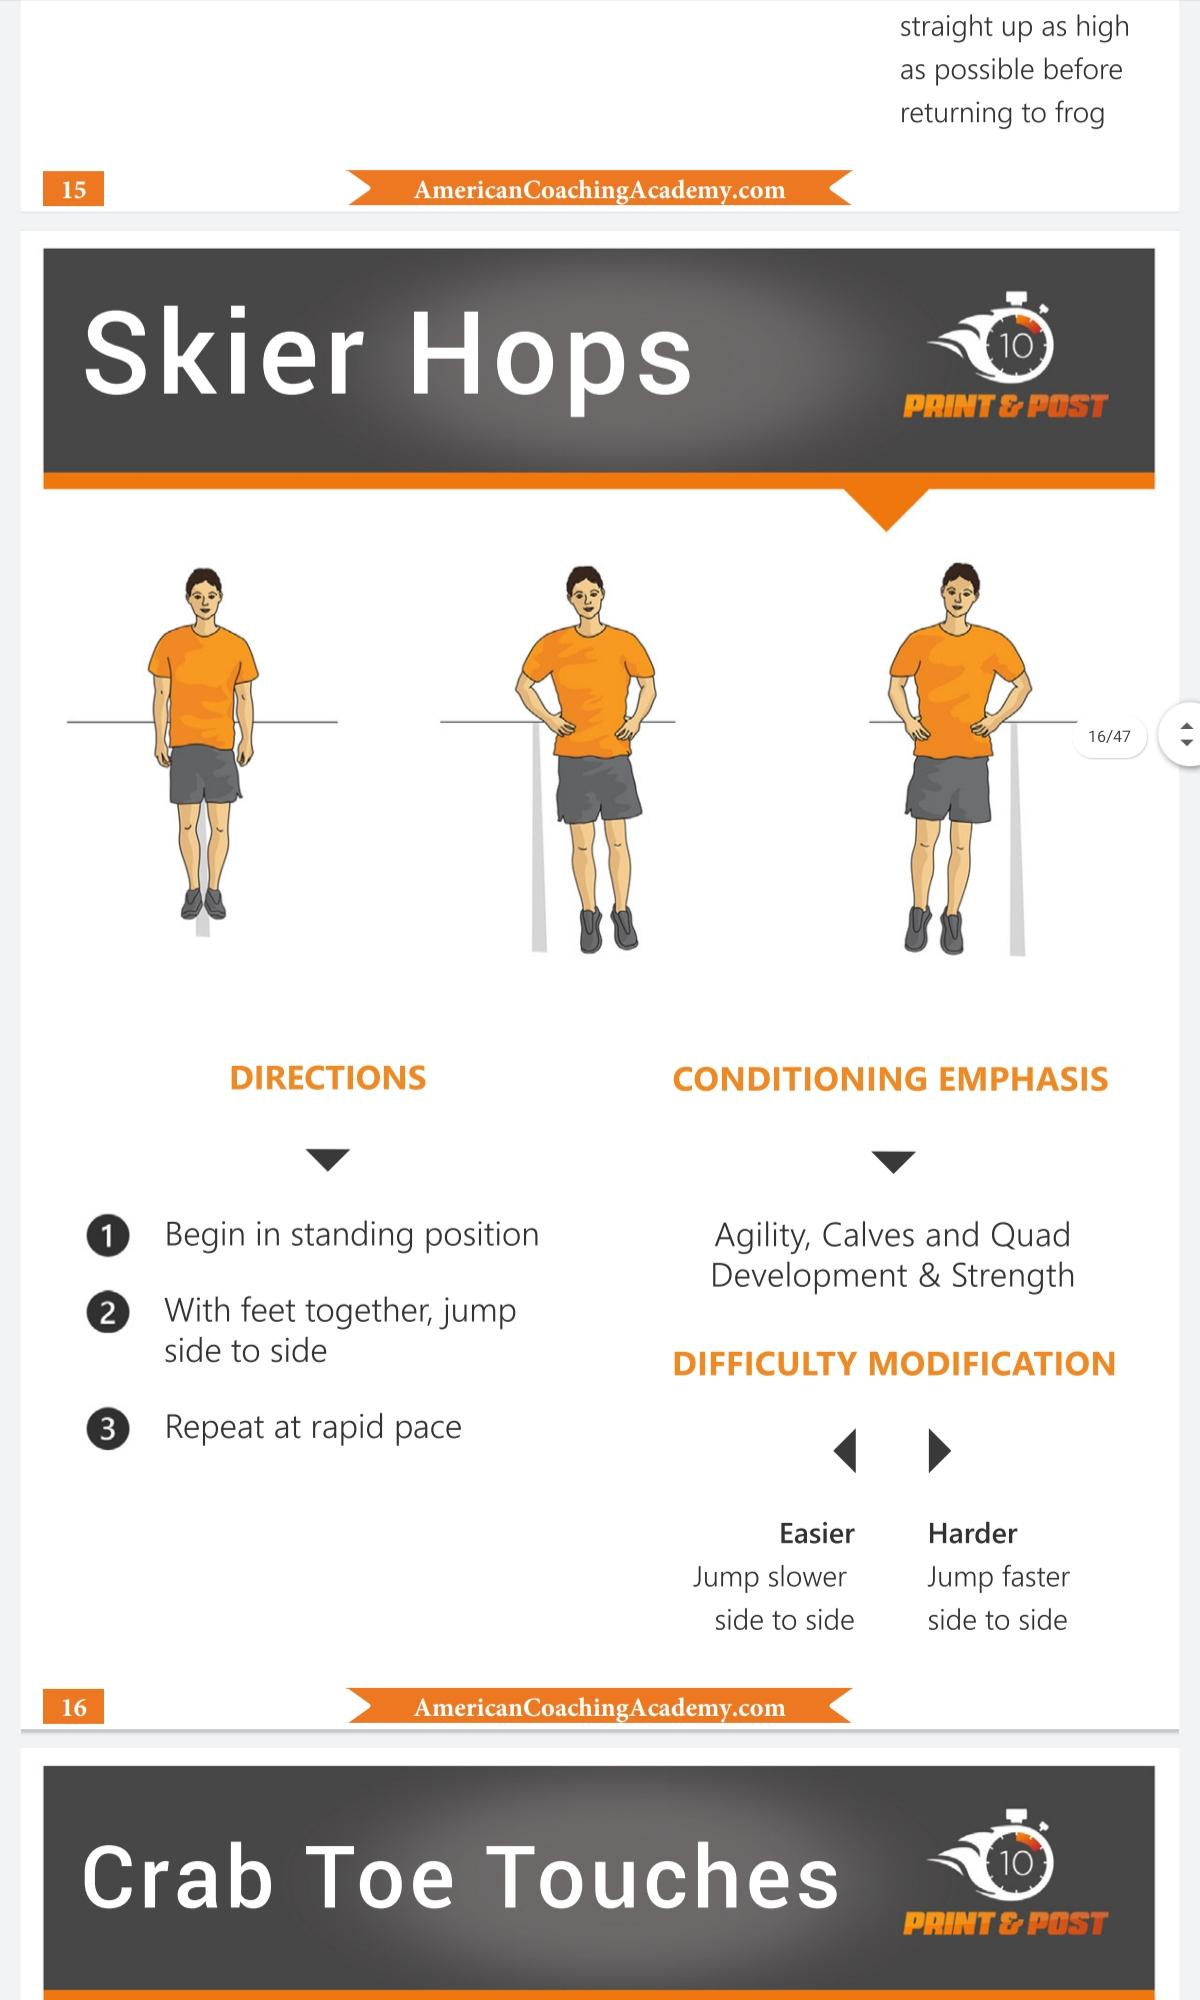 straight up as high
as possible before
returning to frog
15
AmericanCoachingAcademy.com
Skier Hops
10
PRINT & POST
16/47
DIRECTIONS
1 Begin in standing position
2 With feet together, jump
side to side
3 Repeat at rapid pace
CONDITIONING EMPHASIS
Agility, Calves and Quad
Development & Strength
DIFFICULTY MODIFICATION
Easier
Jump slower
side to side
Harder
Jump faster
side to side
16
AmericanCoachingAcademy.com
Crab Toe Touches
10
PRINT & POST